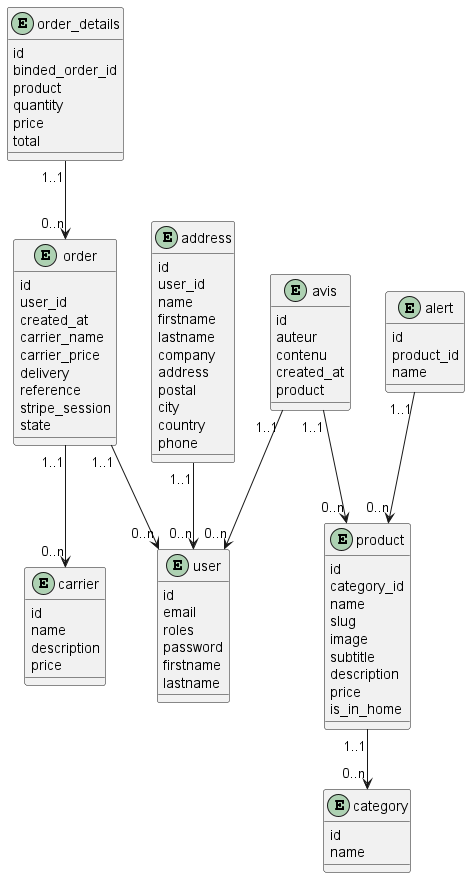 E order_details
id
binded_order_id
product
quantity
price
total
1..1
0..n
E order
id
user_id
created_at
carrier_name
carrier_price
delivery
reference
stripe_session
state
E address
id
user_id
name
firstname
lastname
company
address
postal
city
country
phone
E avis
id
auteur
contenu
created_at
product
E alert
id
product_id
name
1..1
1..1
1..1
1..1
1..1
1..1
0..n
0..n
0..n
0..n
0..n
0..n
E carrier
id
name
description
price
E user
id
email
roles
password
firstname
lastname
E product
id
category_id
name
slug
image
subtitle
description
price
is_in_home
1..1
0..n
E category
id
name